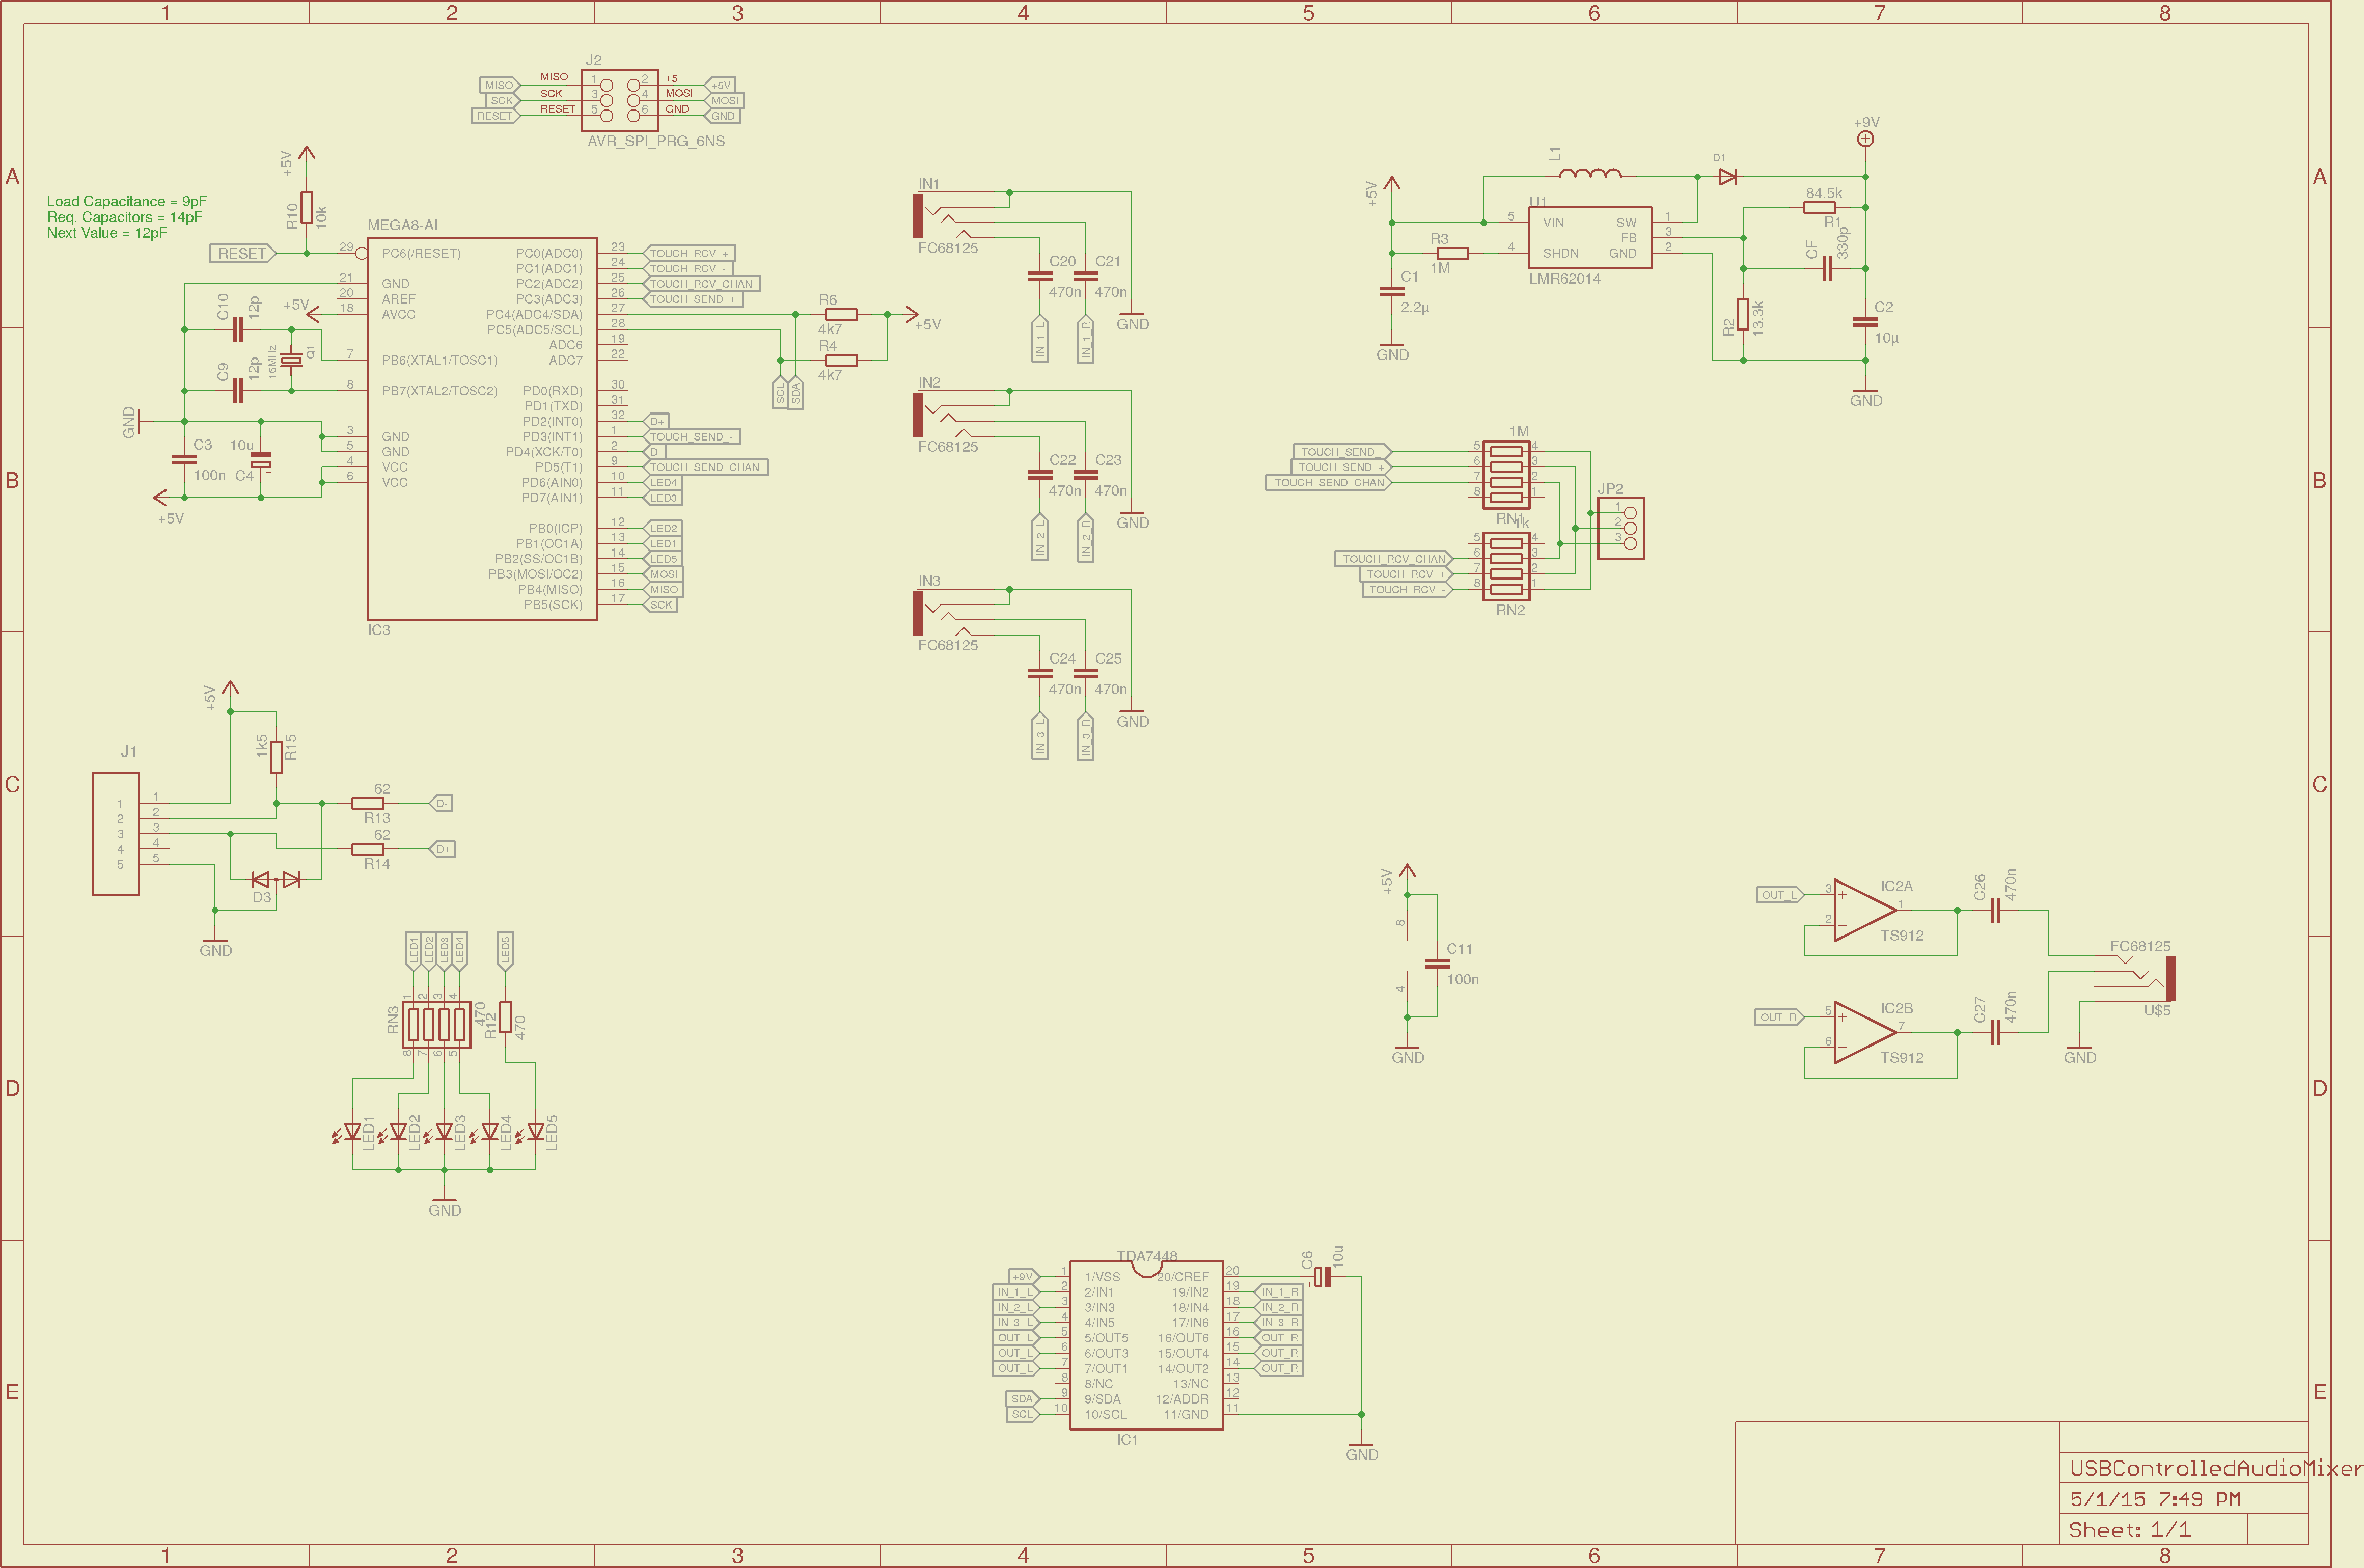 1 2 3 4 5 6 7 8
A
B
C
D
E
J2
MISO MISO 1 2 +5 +5V
SCK SCK 3 4 MOSI MOSI
RESET RESET 5 6 GND GND
AVR_SPI_PRG_6NS
Load Capacitance = 9pF
Req. Capacitors = 14pF
Next Value = 12pF
+5V
R10
10k
RESET
MEGA8-AI
29 PC6(/RESET)
21 GND
20 AREF
+5V 18 AVCC
7 PB6(XTAL1/TOSC1)
8 PB7(XTAL2/TOSC2)
3 GND
5 GND
4 VCC
6 VCC
PC0(ADC0) 23 TOUCH_RCV_+
PC1(ADC1) 24 TOUCH_RCV_-
PC2(ADC2) 25 TOUCH_RCV_CHAN
PC3(ADC3) 26 TOUCH_SEND_+
PC4(ADC4/SDA) 27
PC5(ADC5/SCL) 28
ADC6 19
ADC7 22
PD0(RXD) 30
PD1(TXD) 31
PD2(INT0) 32 D+
PD3(INT1) 1 TOUCH_SEND_-
PD4(XCK/T0) 2 D-
PD5(T1) 9 TOUCH_SEND_CHAN
PD6(AIN0) 10 LED4
PD7(AIN1) 11 LED3
PB0(ICP) 12 LED2
PB1(OC1A) 13 LED1
PB2(SS/OC1B) 14 LED5
PB3(MOSI/OC2) 15 MOSI
PB4(MISO) 16 MISO
PB5(SCK) 17 SCK
IC3
C10 12p
C9 12p
16MHz Q1
GND
C3
100n
10u
C4
+
+5V
R6
4k7
R4
4k7
+5V
SCL SDA
IN1
FC68125
C20 C21
470n 470n
GND
IN_1_L IN_1_R
IN2
FC68125
C22 C23
470n 470n
GND
IN_2_L IN_2_R
IN3
FC68125
C24 C25
470n 470n
GND
IN_3_L IN_3_R
+5V
L1
D1
+9V
U1
5 VIN SW 1
FB 3
4 SHDN GND 2
LMR62014
R3
1M
C1
2.2µ
GND
84.5k
R1
CF
330p
R2
13.3k
C2
10µ
GND
1M
TOUCH_SEND_- 5 4
TOUCH_SEND_+ 6 3
TOUCH_SEND_CHAN 7 2
8 1
RN1
1k
5 4
TOUCH_RCV_CHAN 6 3
TOUCH_RCV_+ 7 2
TOUCH_RCV_- 8 1
RN2
JP2
1
2
3
+5V
J1
1 1
2 2
3 3
4 4
5 5
1k5
R15
62
R13
D-
62
R14
D+
D3
GND
LED1 LED2 LED3 LED4 LED5
1 2 3 4
RN3
470
8 7 6 5
R12
470
LED1 LED2 LED3 LED4 LED5
GND
+5V
8
4
C11
100n
GND
OUT_L 3 + 1
2 −
IC2A
TS912
C26
470n
OUT_R 5 + 7
6 −
IC2B
TS912
C27
470n
FC68125
U$5
GND
TDA7448
+9V 1 1/VSS 20/CREF 20
IN_1_L 2 2/IN1 19/IN2 19 IN_1_R
IN_2_L 3 3/IN3 18/IN4 18 IN_2_R
IN_3_L 4 4/IN5 17/IN6 17 IN_3_R
OUT_L 5 5/OUT5 16/OUT6 16 OUT_R
OUT_L 6 6/OUT3 15/OUT4 15 OUT_R
OUT_L 7 7/OUT1 14/OUT2 14 OUT_R
8 8/NC 13/NC 13
SDA 9 9/SDA 12/ADDR 12
SCL 10 10/SCL 11/GND 11
IC1
C6
10u
+
GND
USBControlledAudioMixer
5/1/15 7:49 PM
Sheet: 1/1
A
B
C
D
E
1 2 3 4 5 6 7 8